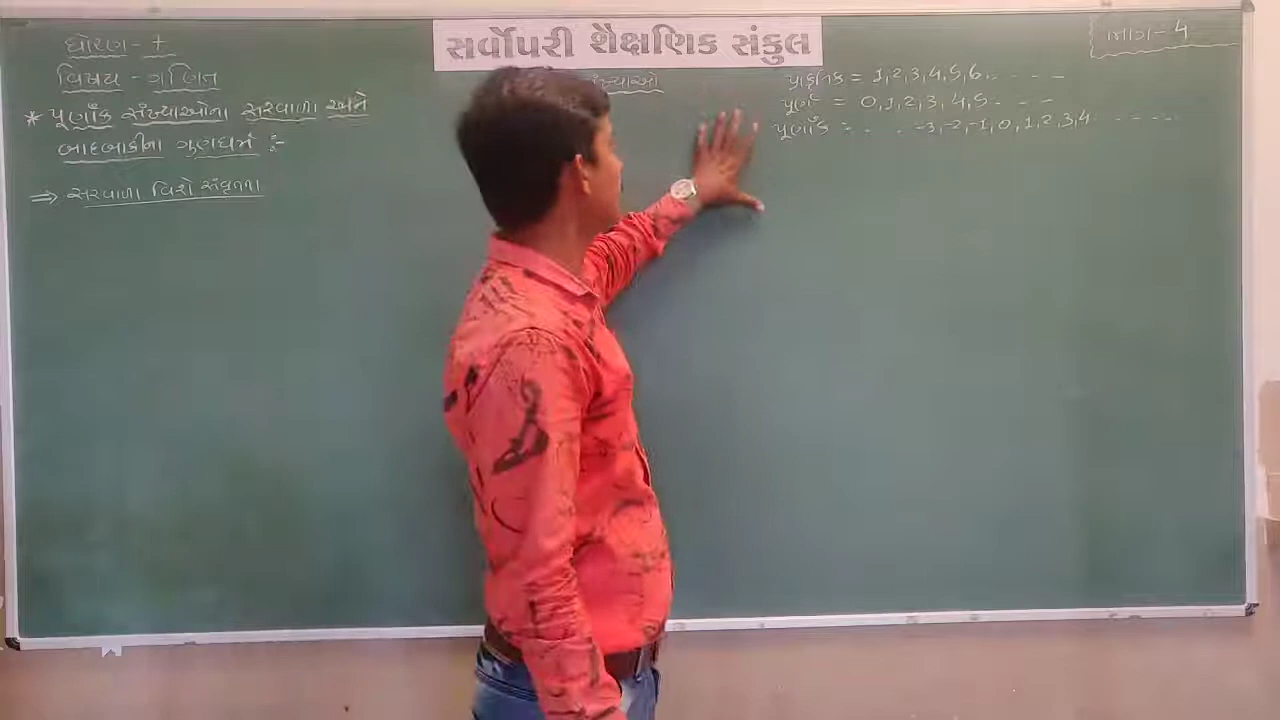 સર્વોપરી શૈક્ષણિક સંકુલ
ધોરણ - ૭
વિષય - ગણિત
* પૂર્ણાંક સંખ્યાઓના સરવાળા અને
બાદબાકીના ગુણધર્મ :-
⇒ સરવાળા વિશે સંવૃતતા
ભાગ - 4
પ્રાકૃતિક = 1,2,3,4,5,6. . . . .
પૂર્ણ = 0,1,2,3,4,5. . . –
પૂર્ણાંક = . . -3,-2,-1,0,1,2,3,4. . . . . .